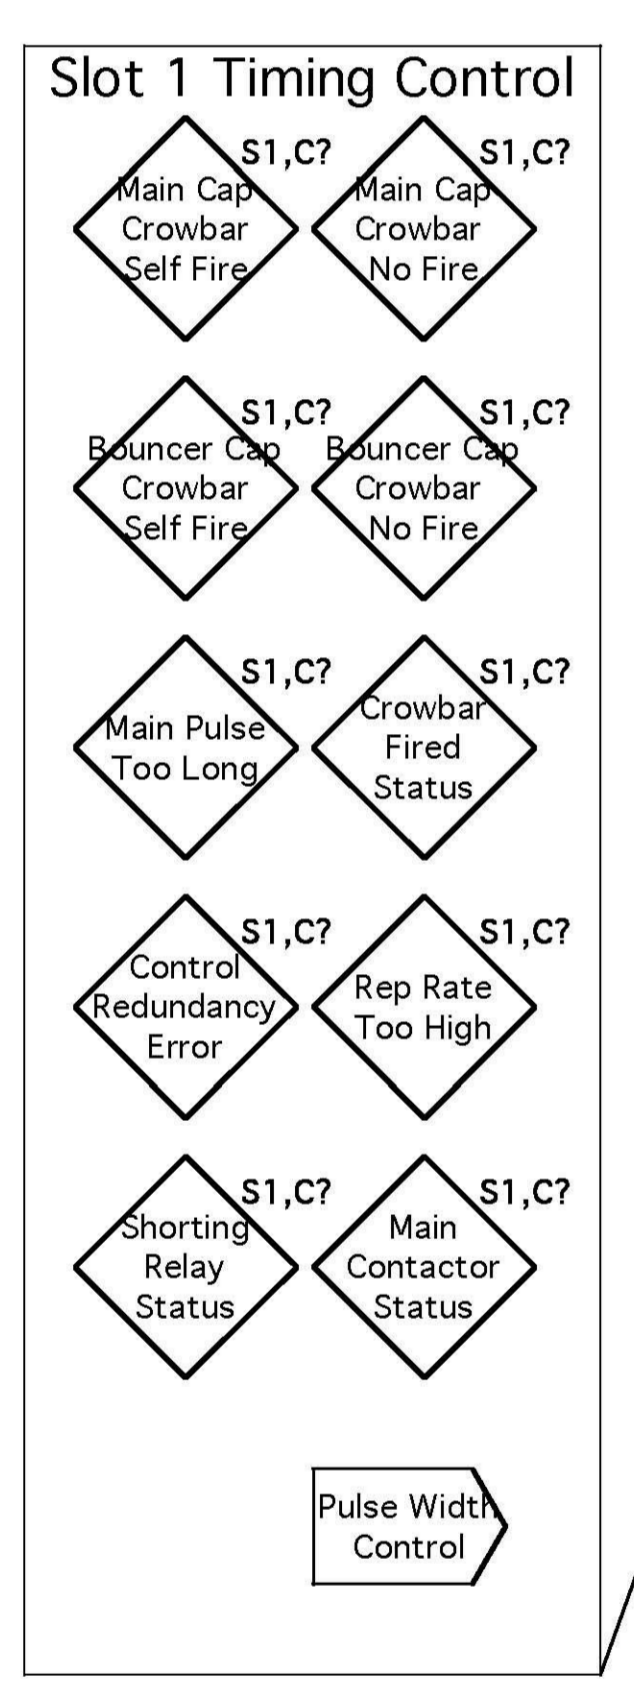 Slot 1 Timing Control
S1,C?
Main Cap
Crowbar
Self Fire
S1,C?
Main Cap
Crowbar
No Fire
S1,C?
Bouncer Cap
Crowbar
Self Fire
S1,C?
Bouncer Cap
Crowbar
No Fire
S1,C?
Main Pulse
Too Long
S1,C?
Crowbar
Fired
Status
S1,C?
Control
Redundancy
Error
S1,C?
Rep Rate
Too High
S1,C?
Shorting
Relay
Status
S1,C?
Main
Contactor
Status
Pulse Width
Control